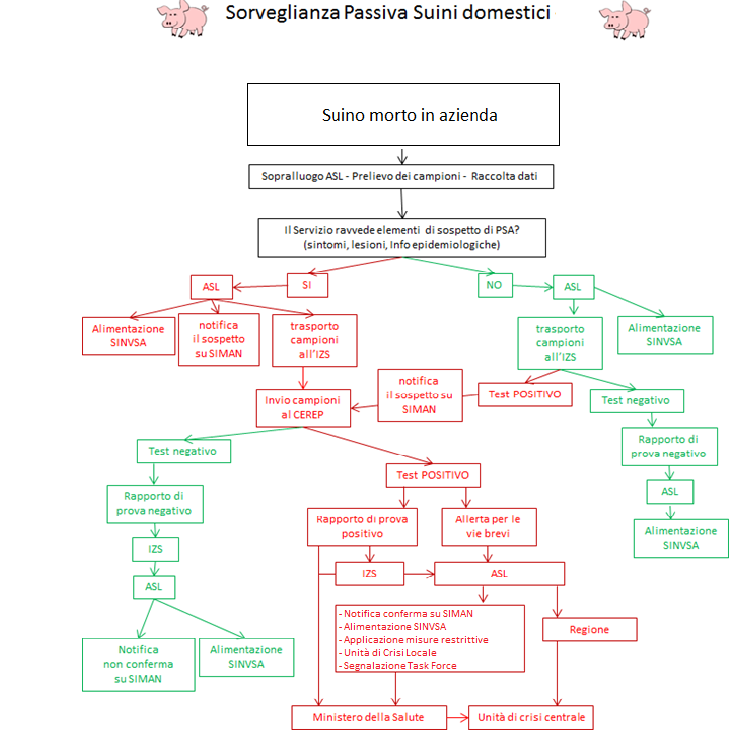 Sorveglianza Passiva Suini domestici
Suino morto in azienda
Sopralluogo ASL - Prelievo dei campioni - Raccolta dati
Il Servizio ravvede elementi di sospetto di PSA?
(sintomi, lesioni, Info epidemiologiche)
SI
NO
ASL
ASL
Alimentazione
SINVSA
notifica
il sospetto
su SIMAN
trasporto
campioni
all'IZS
trasporto
campioni
all'IZS
Alimentazione
SINVSA
Invio campioni
al CEREP
notifica
il sospetto su
SIMAN
Test POSITIVO
Test negativo
Rapporto di
prova negativo
ASL
Alimentazione
SINVSA
Test negativo
Rapporto di
prova negativo
IZS
ASL
Notifica
non conferma
su SIMAN
Alimentazione
SINVSA
Test POSITIVO
Rapporto di prova
positivo
Allerta per le
vie brevi
IZS
ASL
- Notifica conferma su SIMAN
- Alimentazione SINVSA
- Applicazione misure restrittive
- Unità di Crisi Locale
- Segnalazione Task Force
Regione
Ministero della Salute
Unità di crisi centrale